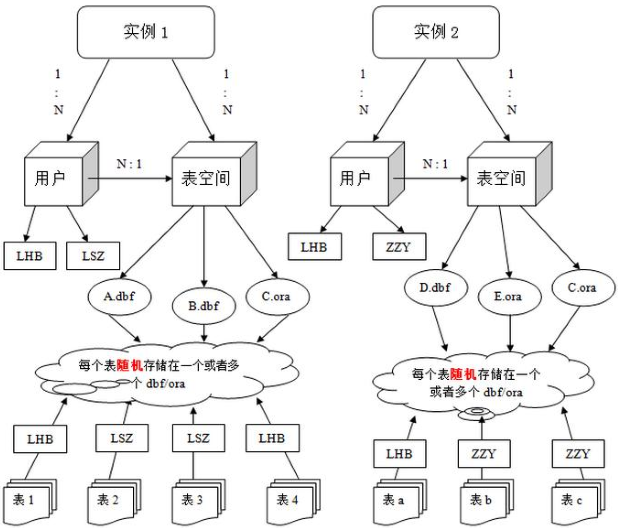 实例 1
实例 2
1
:
N
1
:
N
1
:
N
1
:
N
用户
N : 1
表空间
用户
N : 1
表空间
LHB
LSZ
LHB
ZZY
A.dbf
B.dbf
C.ora
D.dbf
E.ora
C.ora
每个表随机存储在一个或者多
个 dbf/ora
每个表随机存储在一个
或者多个 dbf/ora
LHB
LSZ
LSZ
LHB
LHB
ZZY
ZZY
表 1
表 2
表 3
表 4
表 a
表 b
表 c